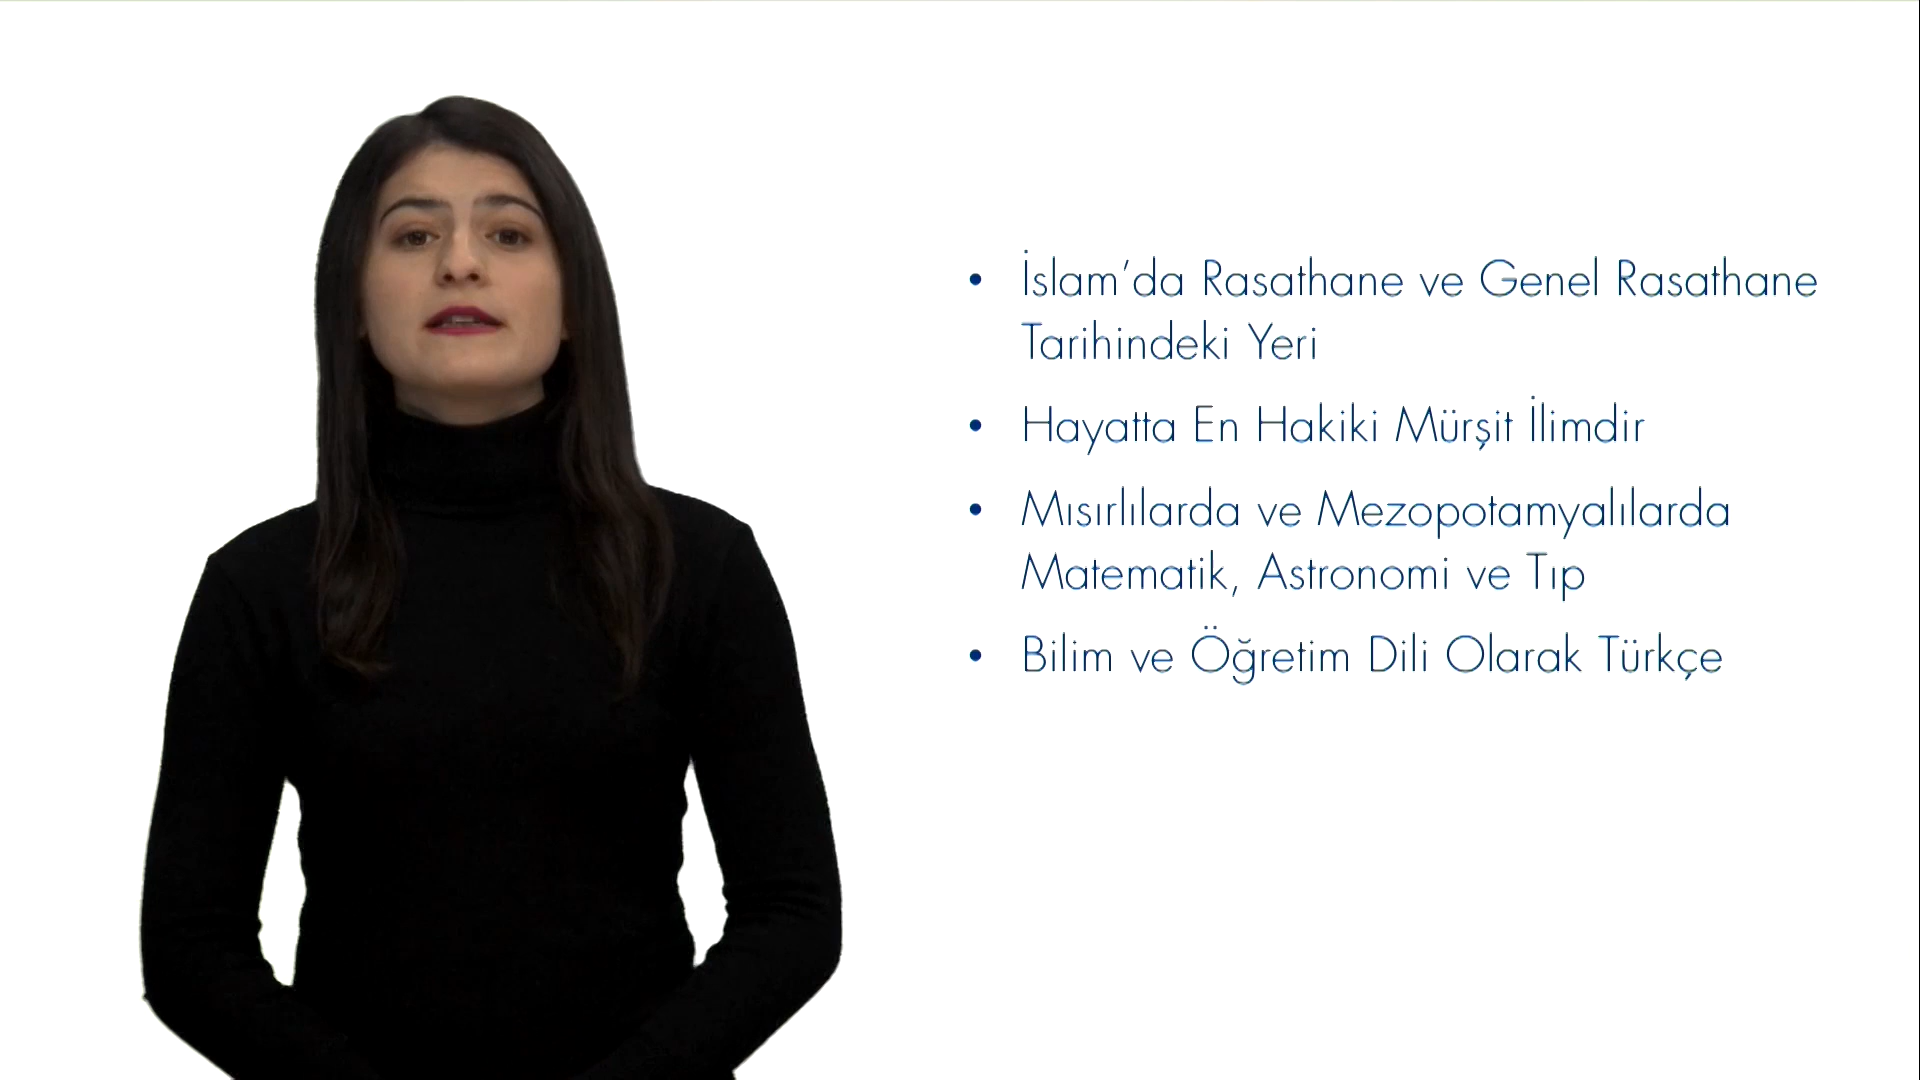 • İslam'da Rasathane ve Genel Rasathane
Tarihindeki Yeri
• Hayatta En Hakiki Mürşit İlimdir
• Mısırlılarda ve Mezopotamyalılarda
Matematik, Astronomi ve Tıp
• Bilim ve Öğretim Dili Olarak Türkçe